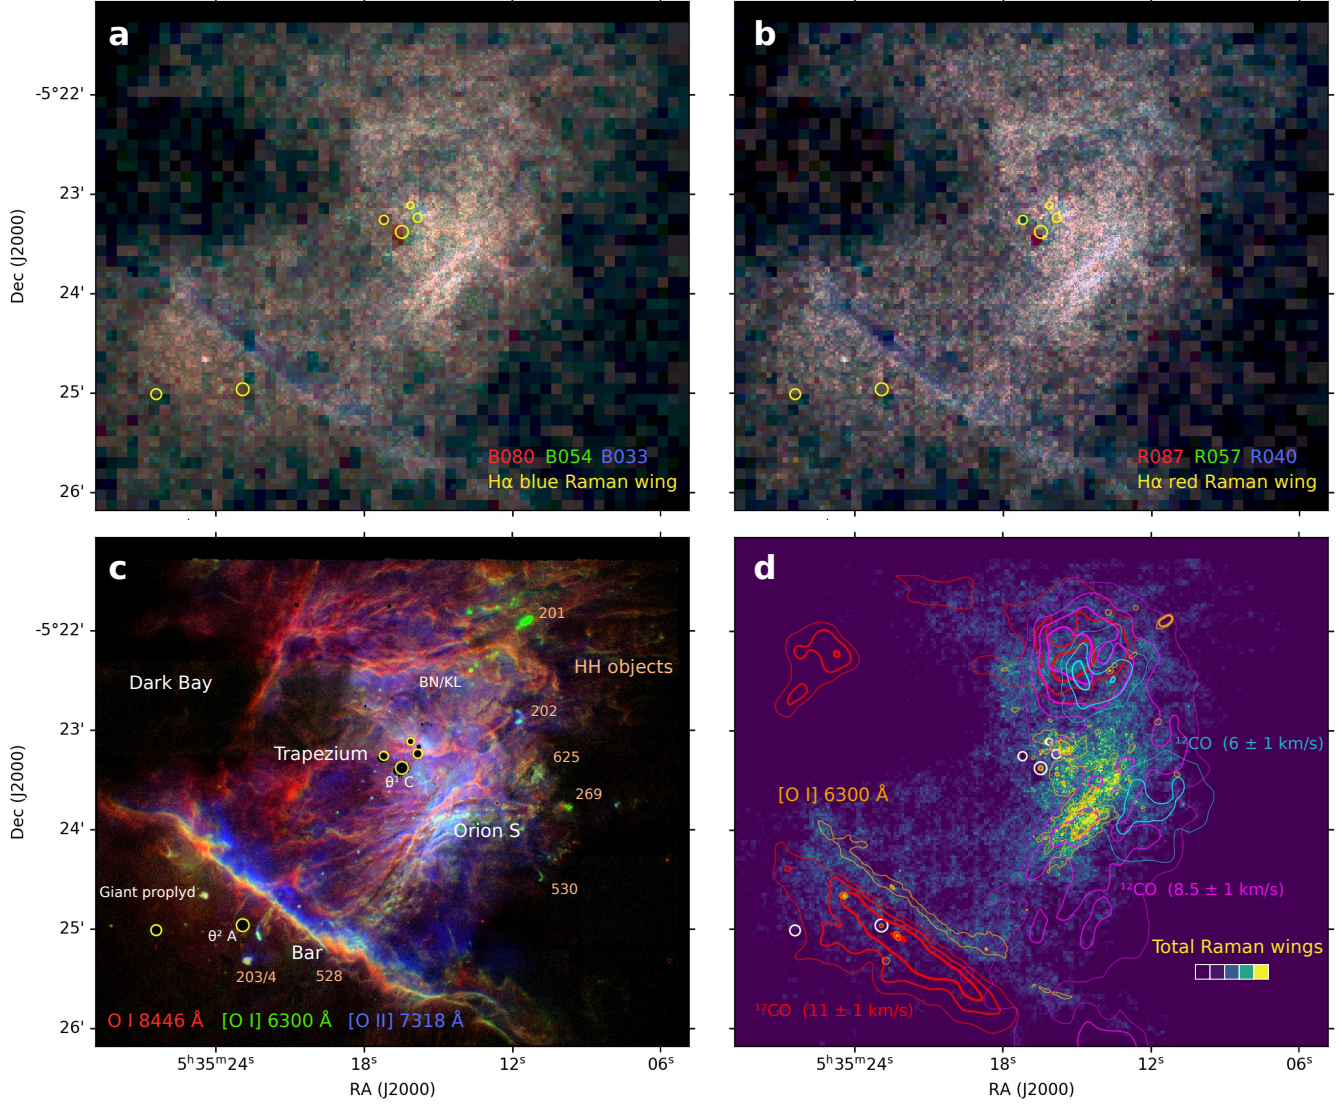 a
b
-5°22'
23'
24'
25'
26'
Dec (J2000)
B080 B054 B033
Hα blue Raman wing
R087 R057 R040
Hα red Raman wing
c
d
-5°22'
23'
24'
25'
26'
Dec (J2000)
201
HH objects
Dark Bay
BN/KL
202
Trapezium
625
θ¹ C
269
Orion S
Giant proplyd
530
θ² A
Bar
203/4
528
O I 8446 Å [O I] 6300 Å [O II] 7318 Å
5ʰ35ᵐ24ˢ
18ˢ
12ˢ
06ˢ
RA (J2000)
¹²CO (6 ± 1 km/s)
[O I] 6300 Å
¹²CO (8.5 ± 1 km/s)
Total Raman wings
¹²CO (11 ± 1 km/s)
5ʰ35ᵐ24ˢ
18ˢ
12ˢ
06ˢ
RA (J2000)